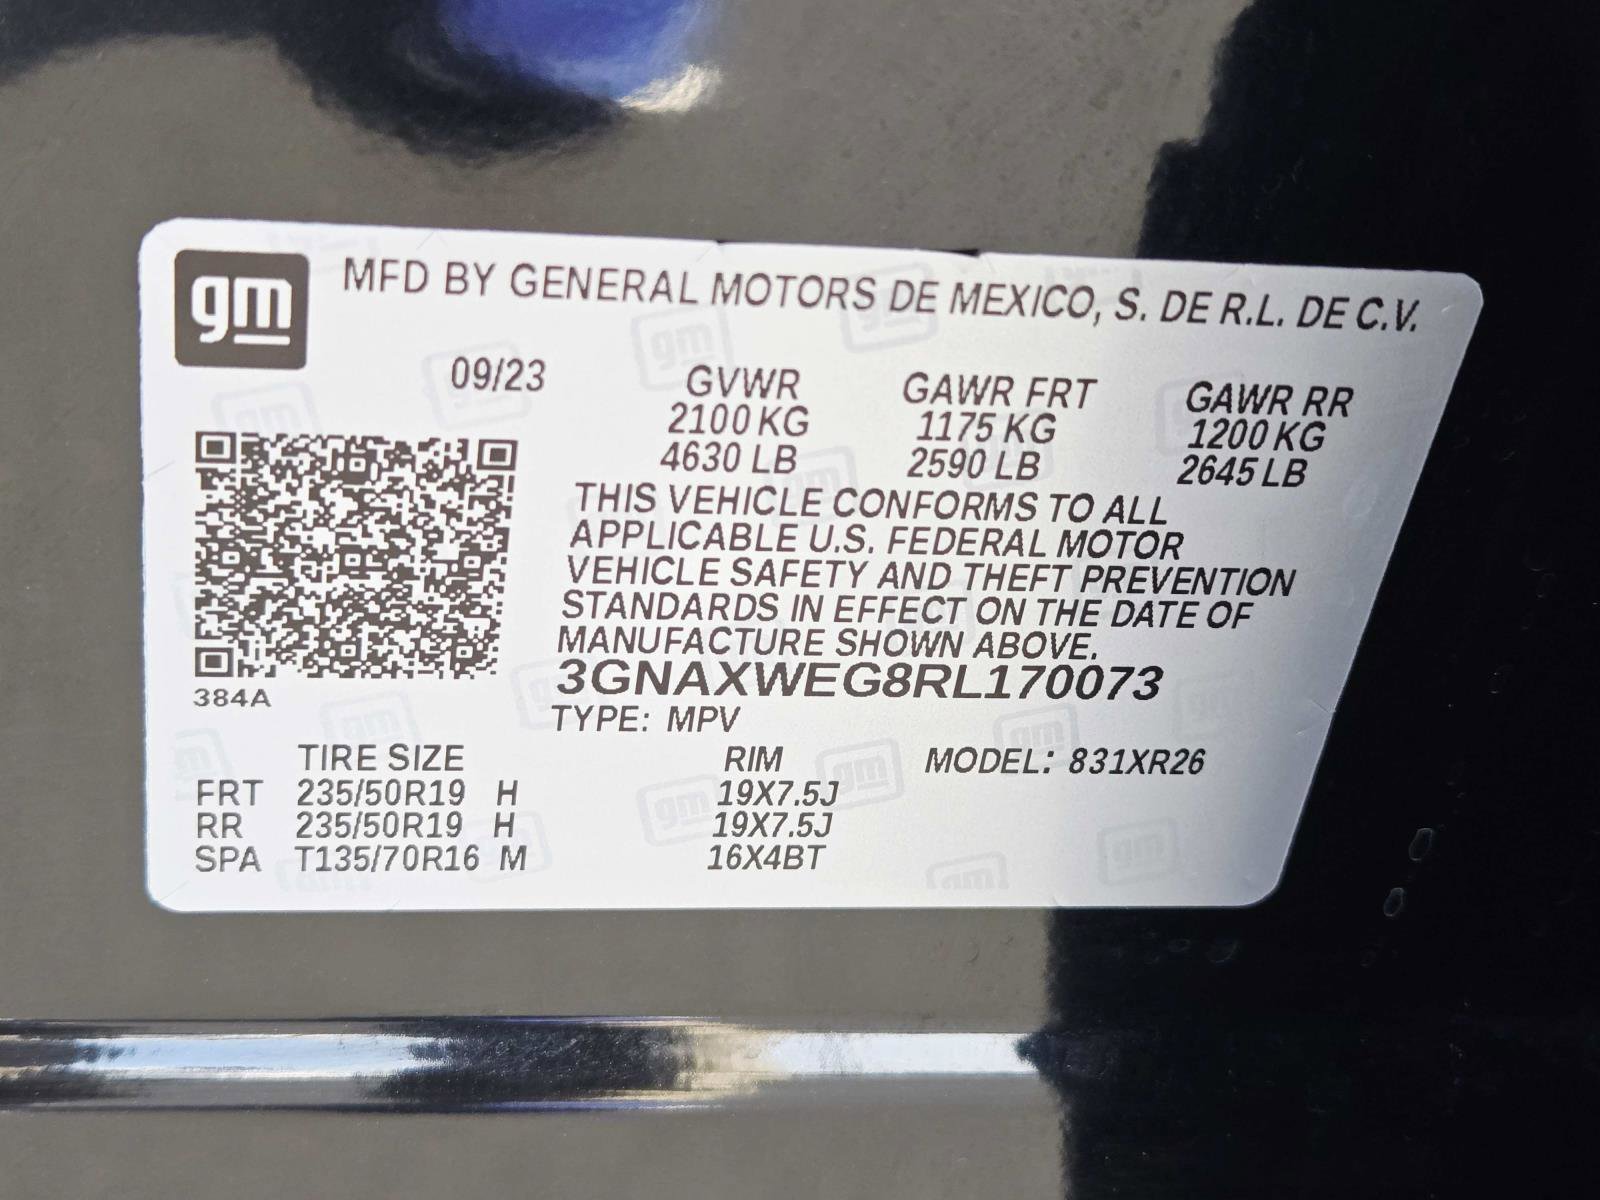 gm
MFD BY GENERAL MOTORS DE MEXICO, S. DE R.L. DE C.V.
09/23 GVWR GAWR FRT GAWR RR
2100 KG 1175 KG 1200 KG
4630 LB 2590 LB 2645 LB
THIS VEHICLE CONFORMS TO ALL
APPLICABLE U.S. FEDERAL MOTOR
VEHICLE SAFETY AND THEFT PREVENTION
STANDARDS IN EFFECT ON THE DATE OF
MANUFACTURE SHOWN ABOVE.
3GNAXWEG8RL170073
384A
TYPE: MPV
TIRE SIZE RIM MODEL: 831XR26
FRT 235/50R19 H 19X7.5J
RR 235/50R19 H 19X7.5J
SPA T135/70R16 M 16X4BT